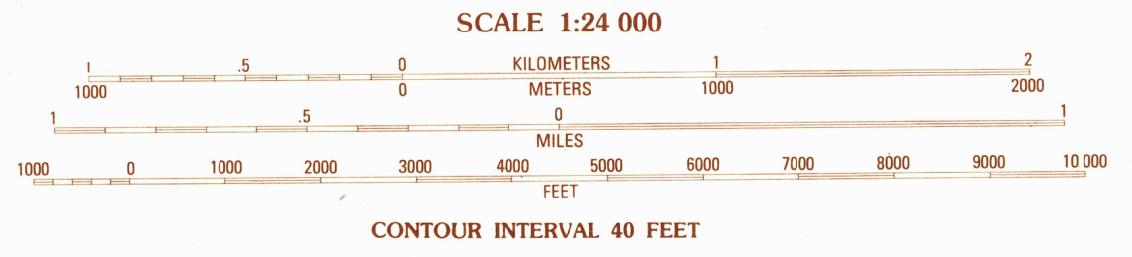 SCALE 1:24 000
1 .5 0 KILOMETERS 1 2
1000 0 METERS 1000 2000
1 .5 0 1
MILES
1000 0 1000 2000 3000 4000 5000 6000 7000 8000 9000 10 000
FEET
CONTOUR INTERVAL 40 FEET